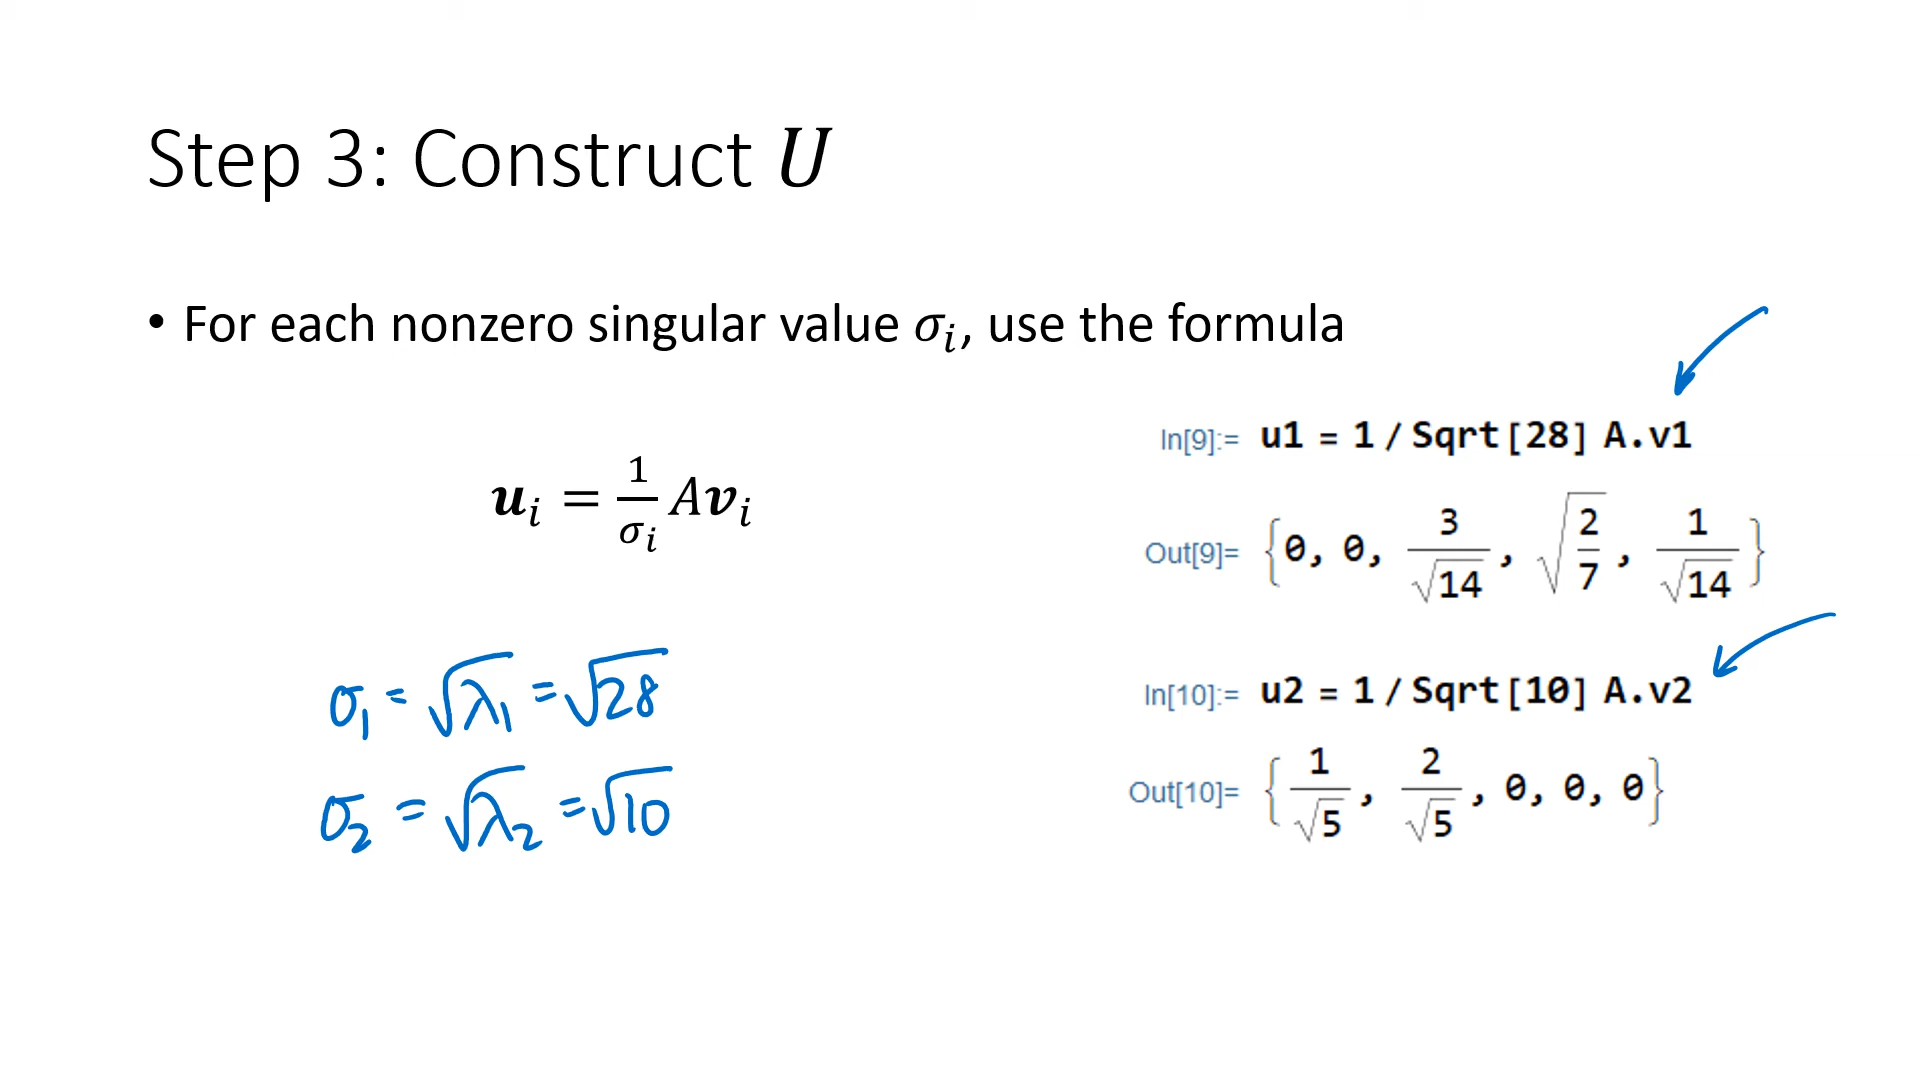 Step 3: Construct U
• For each nonzero singular value σᵢ, use the formula
𝒖ᵢ = 1/σᵢ A𝒗ᵢ
σ₁ = √λ₁ = √28
σ₂ = √λ₂ = √10
In[9]:= u1 = 1 / Sqrt[28] A.v1
Out[9]= {0, 0, 3/√14, √(2/7), 1/√14}
In[10]:= u2 = 1 / Sqrt[10] A.v2
Out[10]= {1/√5, 2/√5, 0, 0, 0}